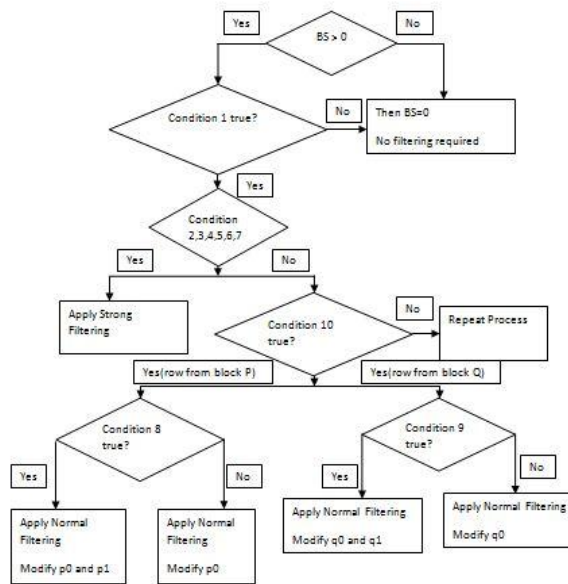 Yes
BS > 0
No
Condition 1 true?
No
Then BS=0
No filtering required
Yes
Condition
2,3,4,5,6,7
Yes
No
Apply Strong
Filtering
Condition 10
true?
No
Repeat Process
Yes(row from block P)
Yes(row from block Q)
Condition 8
true?
Condition 9
true?
Yes
No
Yes
No
Apply Normal
Filtering
Modify p0 and p1
Apply Normal
Filtering
Modify p0
Apply Normal Filtering
Modify q0 and q1
Apply Normal Filtering
Modify q0